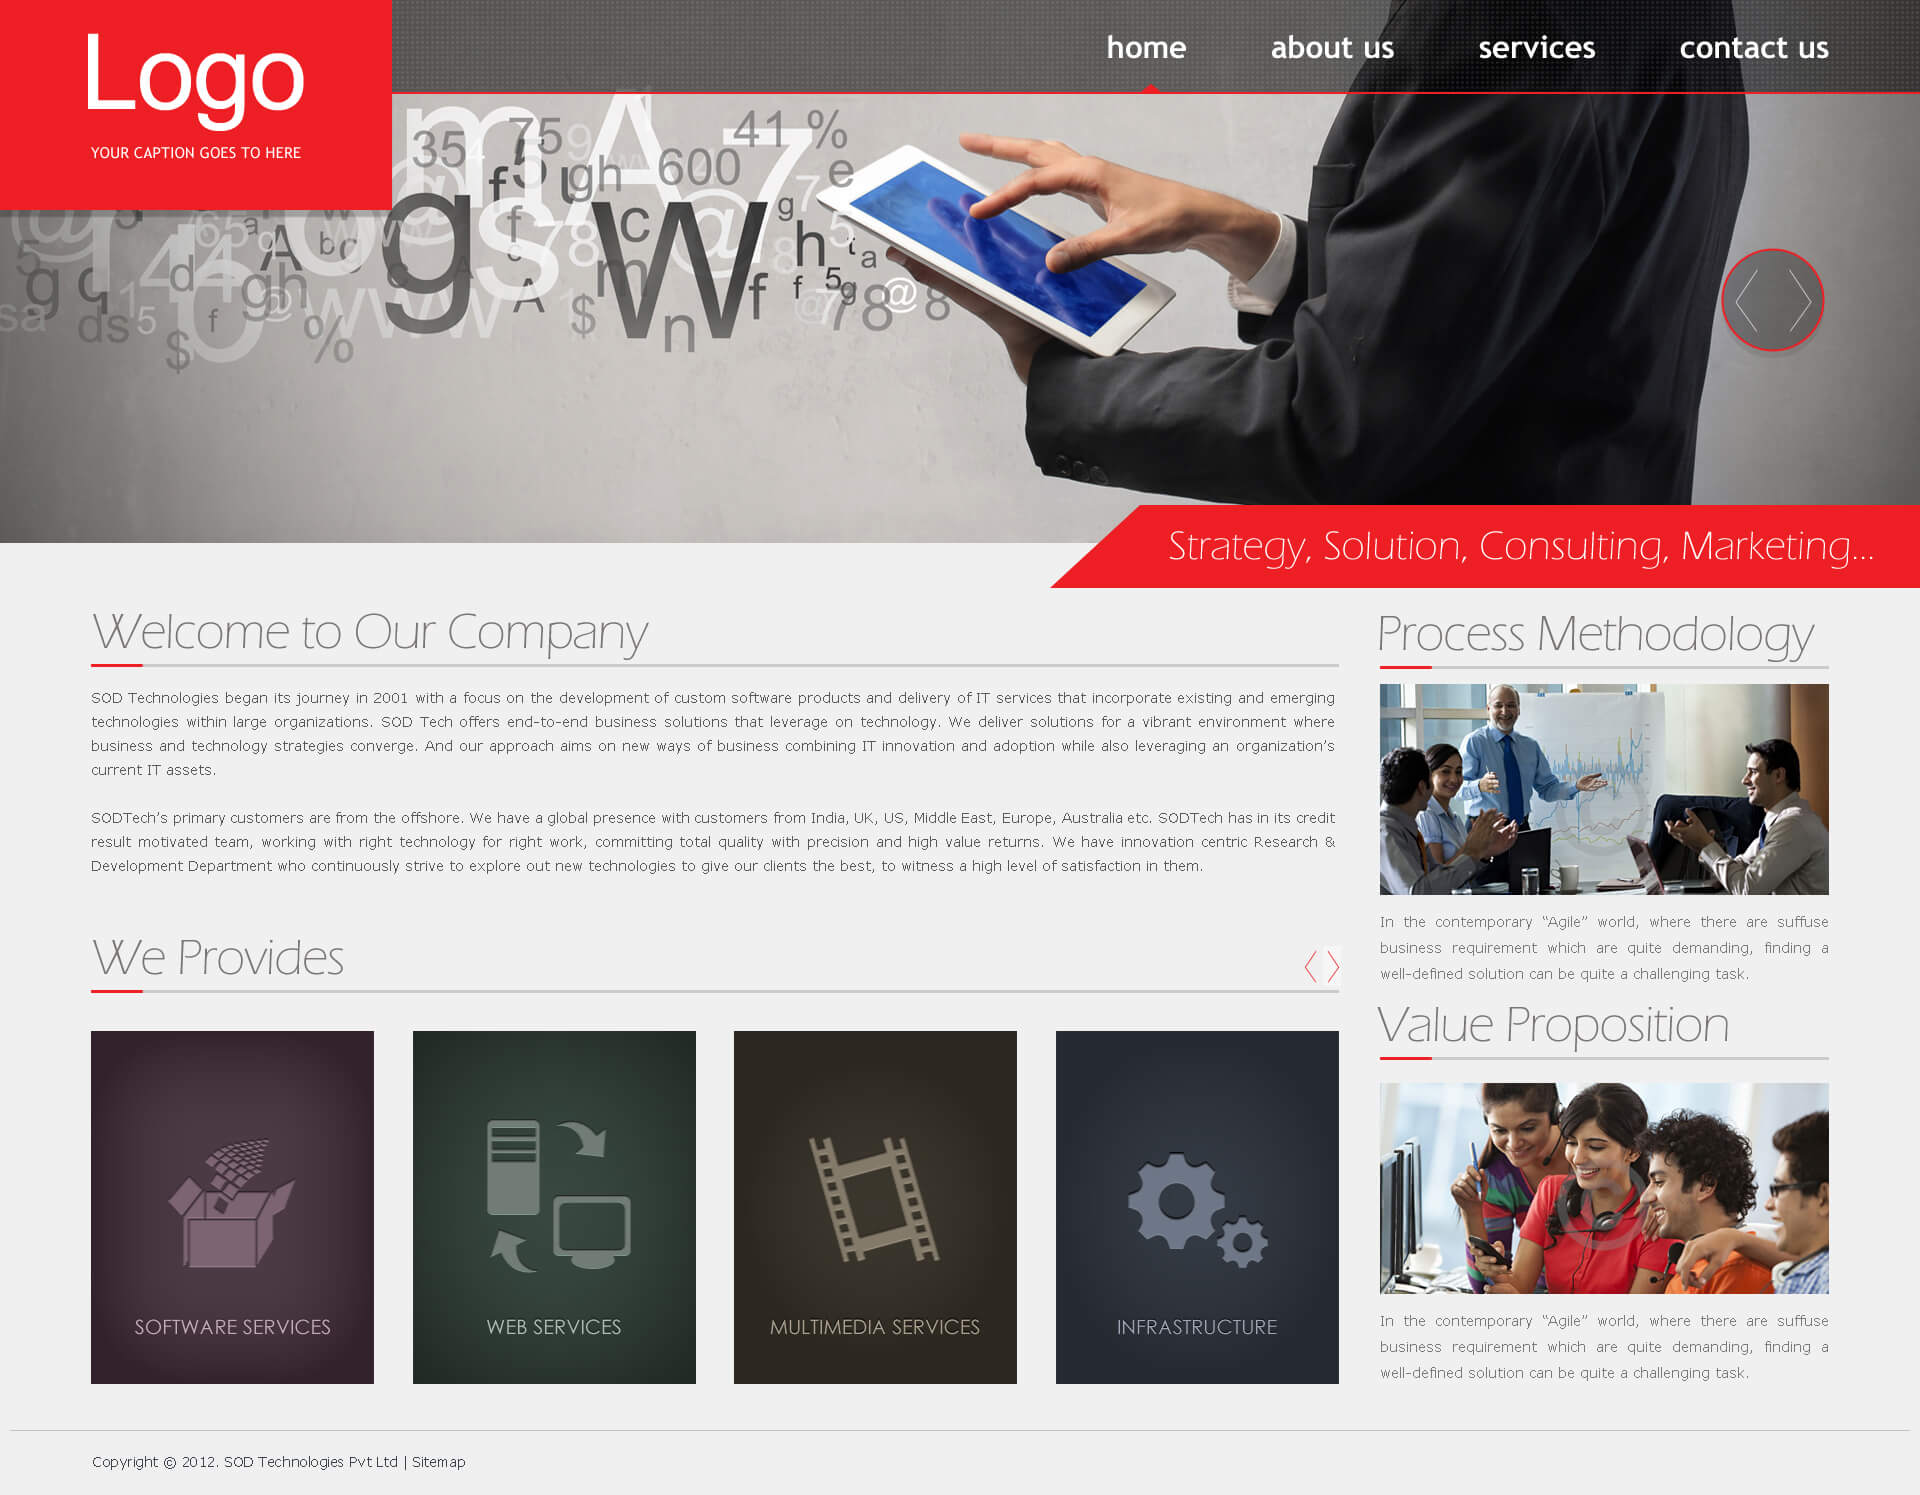 Logo
YOUR CAPTION GOES TO HERE
home about us services contact us
Strategy, Solution, Consulting, Marketing...
Welcome to Our Company
SOD Technologies began its journey in 2001 with a focus on the development of custom software products and delivery of IT services that incorporate existing and emerging
technologies within large organizations. SOD Tech offers end-to-end business solutions that leverage on technology. We deliver solutions for a vibrant environment where
business and technology strategies converge. And our approach aims on new ways of business combining IT innovation and adoption while also leveraging an organization's
current IT assets.
SODTech's primary customers are from the offshore. We have a global presence with customers from India, UK, US, Middle East, Europe, Australia etc. SODTech has in its credit
result motivated team, working with right technology for right work, committing total quality with precision and high value returns. We have innovation centric Research &
Development Department who continuously strive to explore out new technologies to give our clients the best, to witness a high level of satisfaction in them.
We Provides
SOFTWARE SERVICES
WEB SERVICES
MULTIMEDIA SERVICES
INFRASTRUCTURE
Process Methodology
In the contemporary “Agile” world, where there are suffuse
business requirement which are quite demanding, finding a
well-defined solution can be quite a challenging task.
Value Proposition
In the contemporary “Agile” world, where there are suffuse
business requirement which are quite demanding, finding a
well-defined solution can be quite a challenging task.
Copyright © 2012. SOD Technologies Pvt Ltd | Sitemap